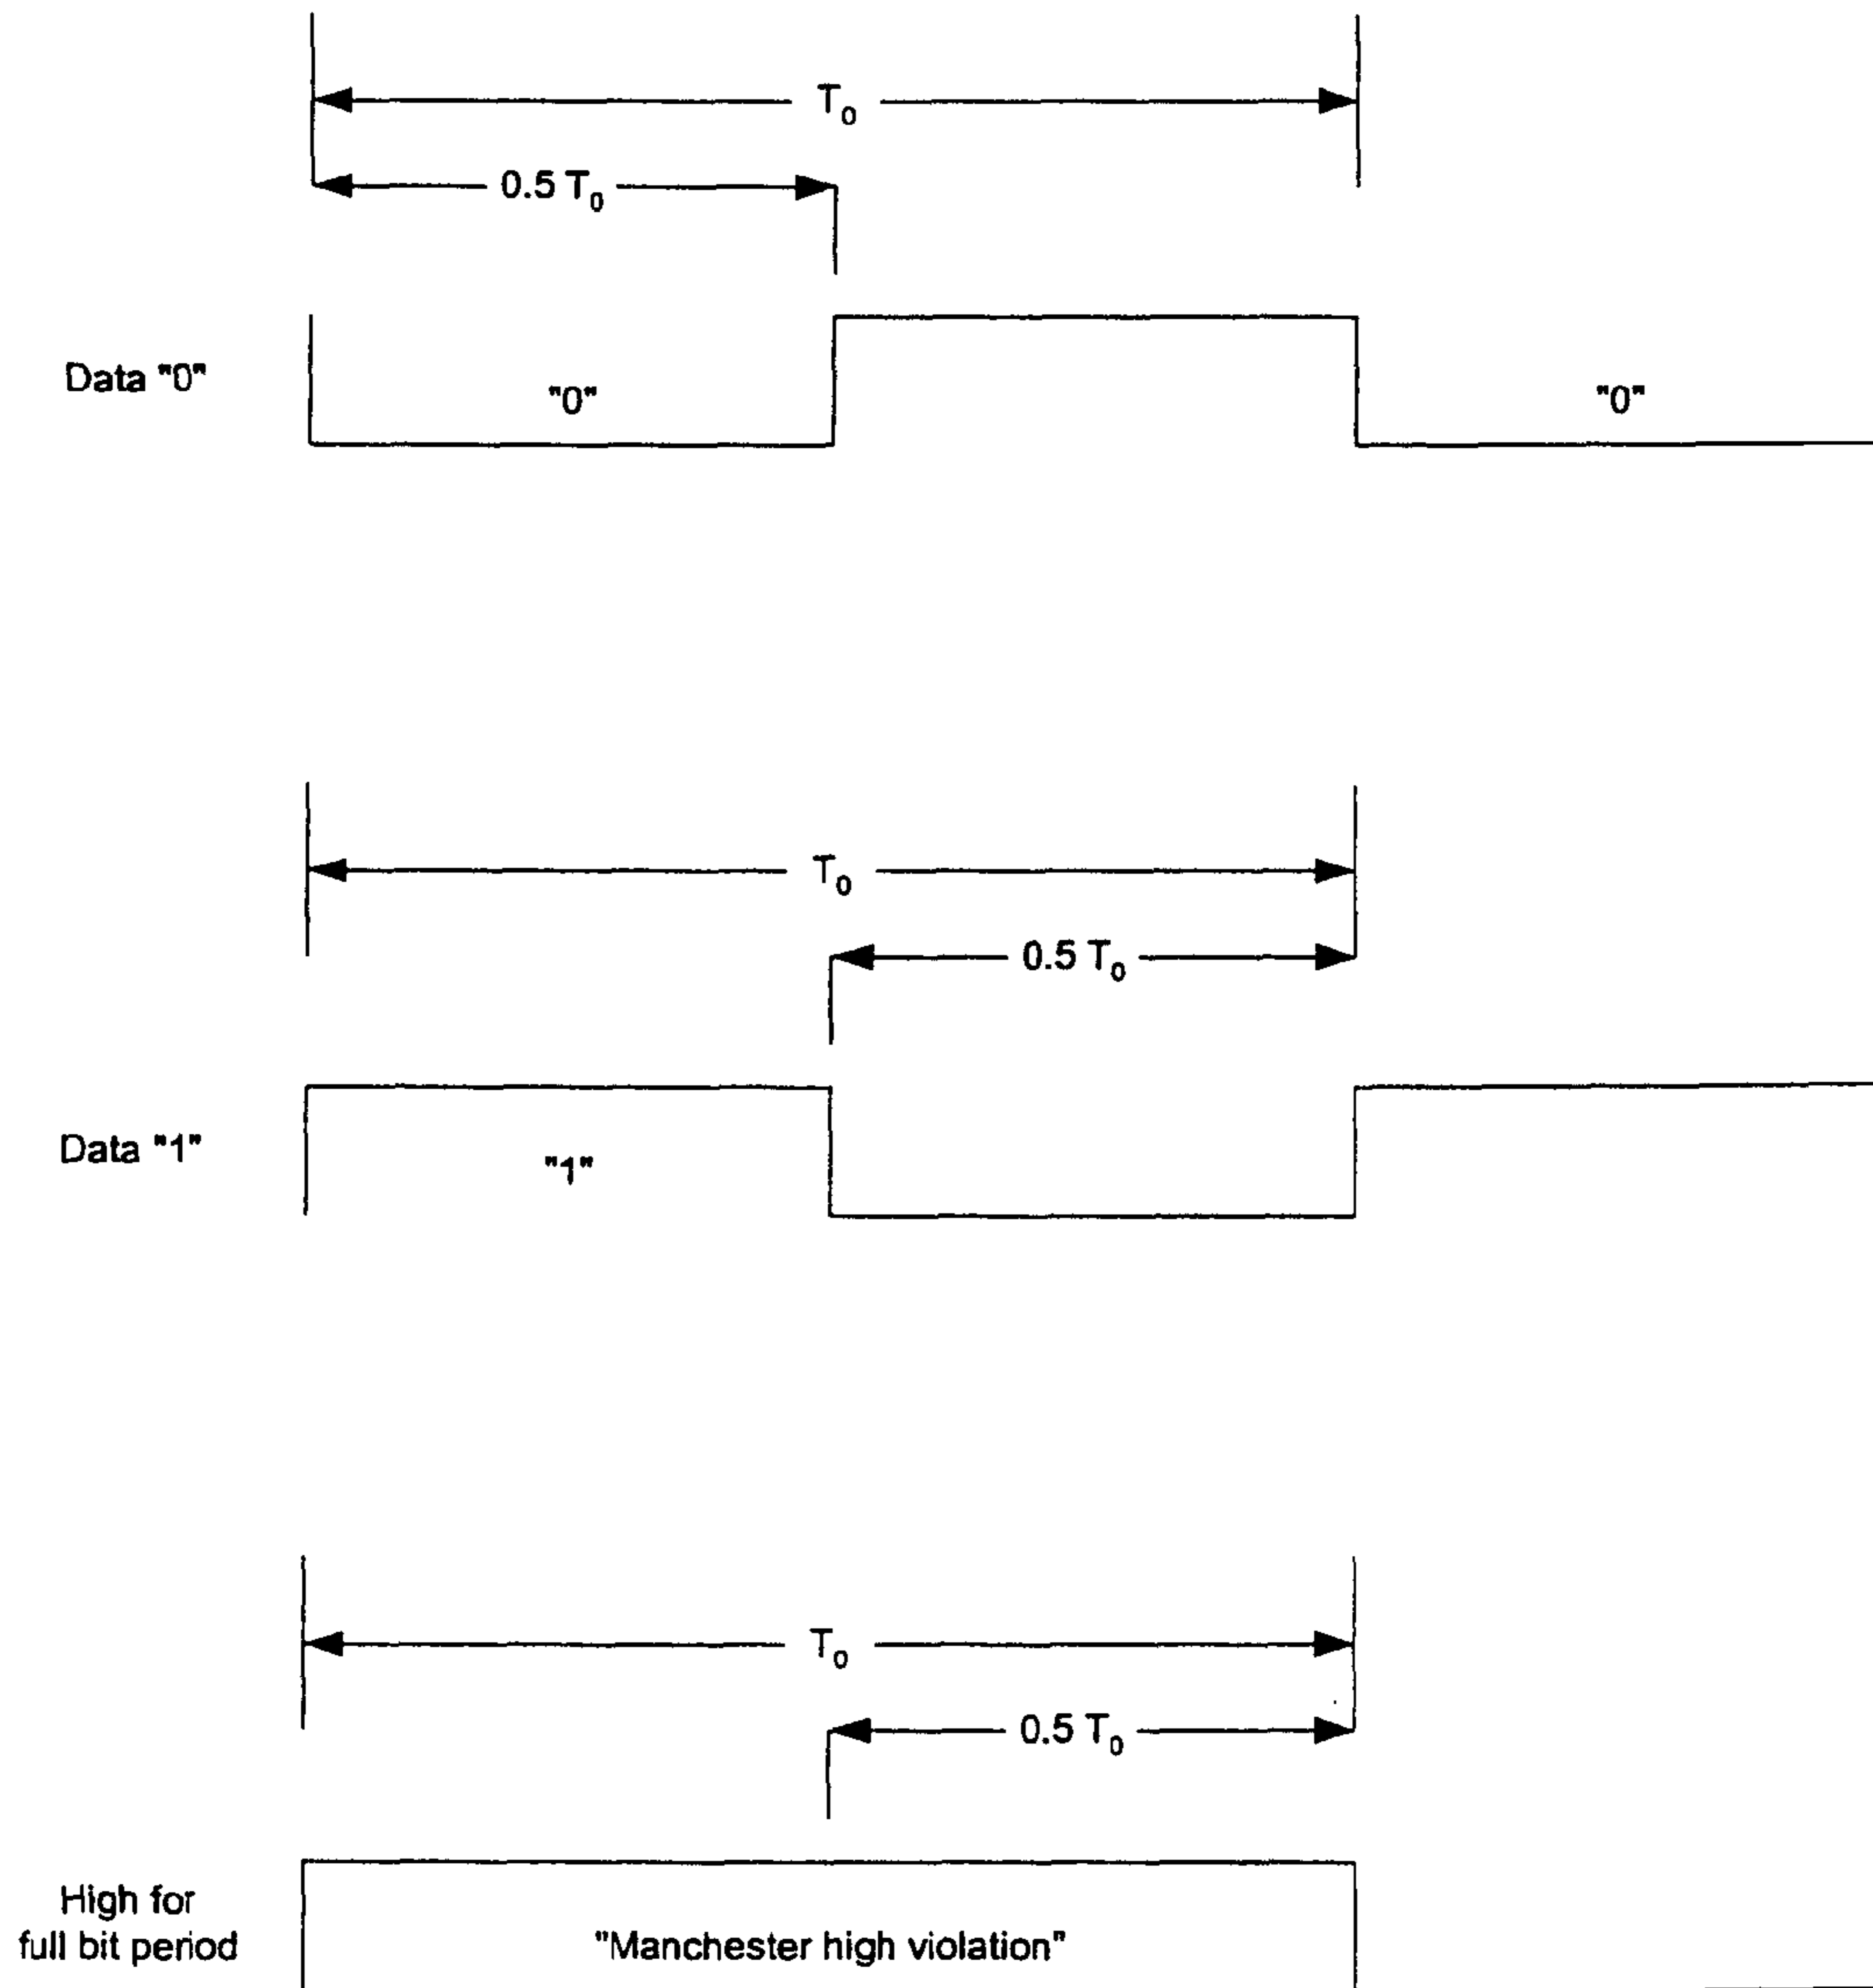 T₀
0.5 T₀
Data "0"
"0"
"0"
T₀
0.5 T₀
Data "1"
"1"
T₀
0.5 T₀
High for
full bit period
"Manchester high violation"